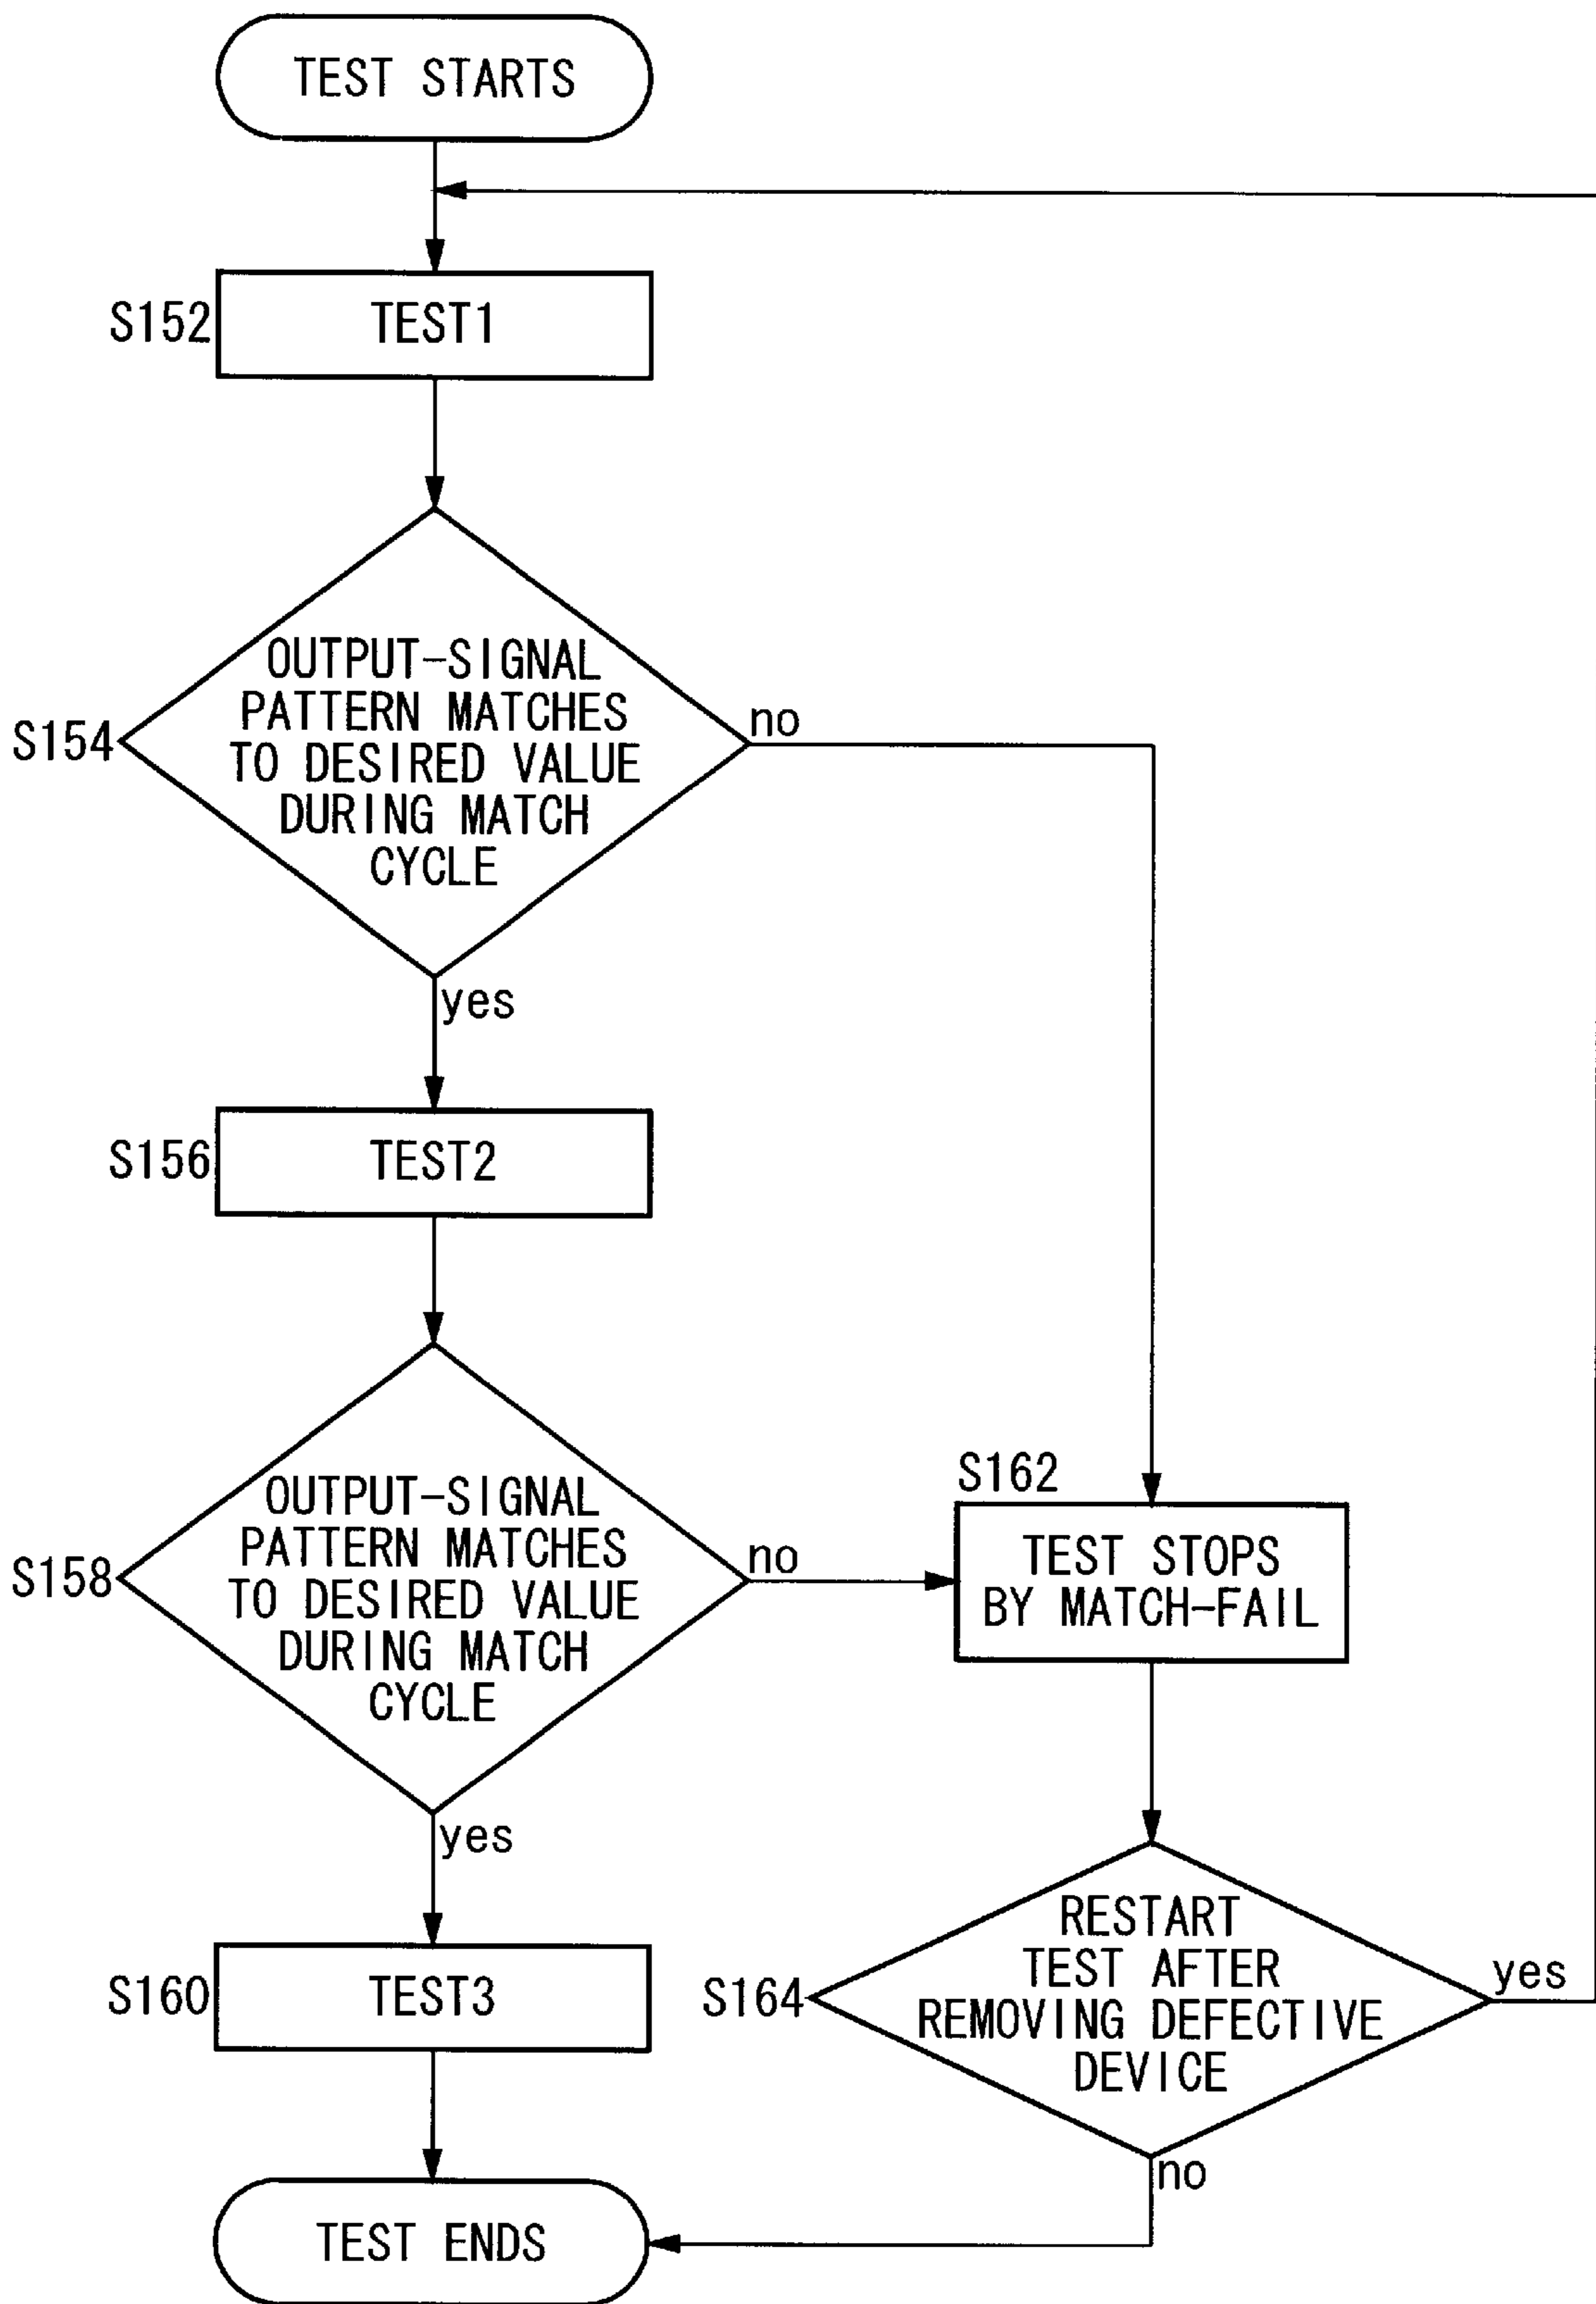 TEST STARTS
S152
TEST1
S154
OUTPUT-SIGNAL
PATTERN MATCHES
TO DESIRED VALUE
DURING MATCH
CYCLE
no
yes
S156
TEST2
S158
OUTPUT-SIGNAL
PATTERN MATCHES
TO DESIRED VALUE
DURING MATCH
CYCLE
no
yes
S162
TEST STOPS
BY MATCH-FAIL
S160
TEST3
S164
RESTART
TEST AFTER
REMOVING DEFECTIVE
DEVICE
yes
no
TEST ENDS